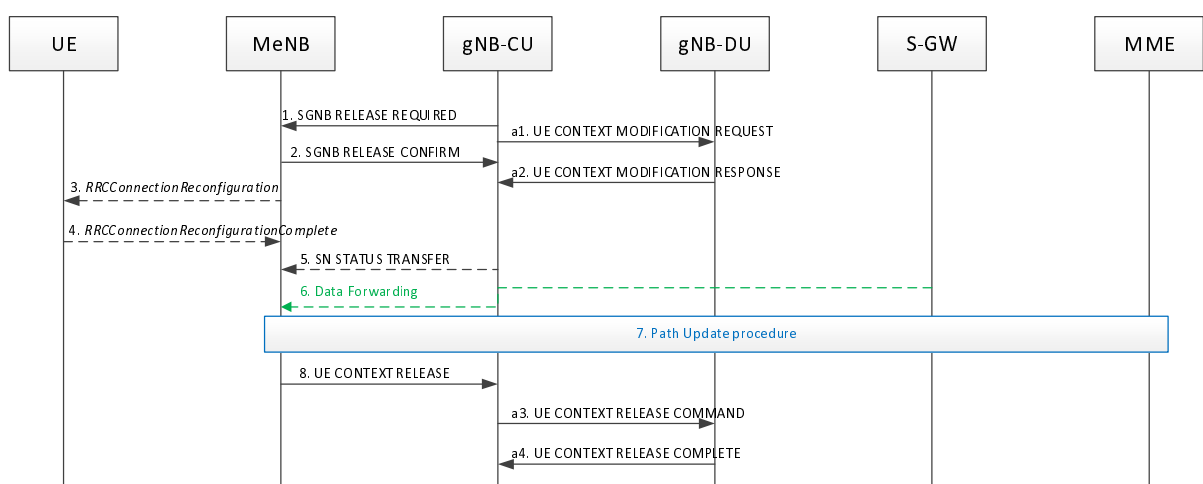 UE
MeNB
gNB-CU
gNB-DU
S-GW
MME
1. SGNB RELEASE REQUIRED
a1. UE CONTEXT MODIFICATION REQUEST
2. SGNB RELEASE CONFIRM
a2. UE CONTEXT MODIFICATION RESPONSE
3. RRCConnectionReconfiguration
4. RRCConnectionReconfigurationComplete
5. SN STATUS TRANSFER
6. Data Forwarding
7. Path Update procedure
8. UE CONTEXT RELEASE
a3. UE CONTEXT RELEASE COMMAND
a4. UE CONTEXT RELEASE COMPLETE